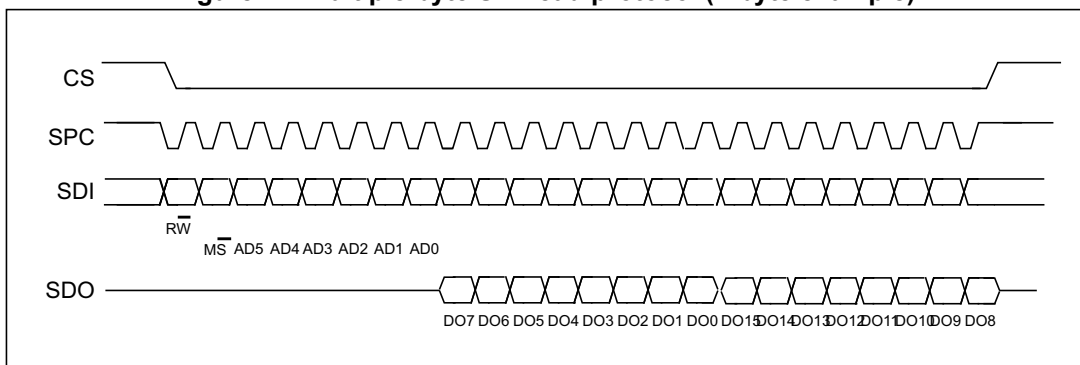 CS
SPC
SDI
RW
MS AD5 AD4 AD3 AD2 AD1 AD0
SDO
DO7 DO6 DO5 DO4 DO3 DO2 DO1 DO0 DO15 DO14 DO13 DO12 DO11 DO10 DO9 DO8